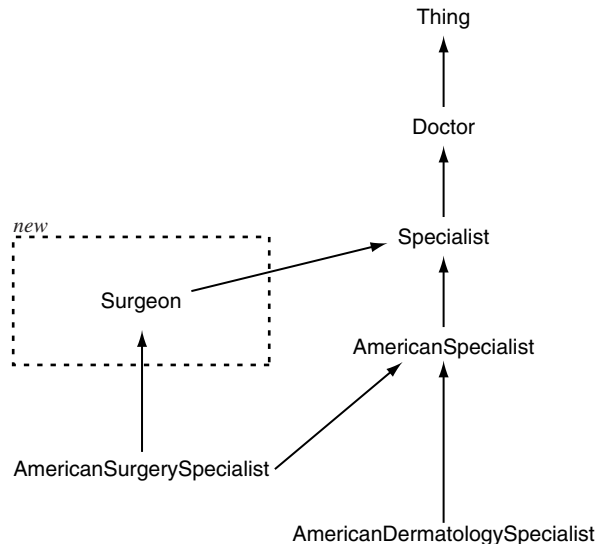 Thing
Doctor
new
Specialist
Surgeon
AmericanSpecialist
AmericanSurgerySpecialist
AmericanDermatologySpecialist